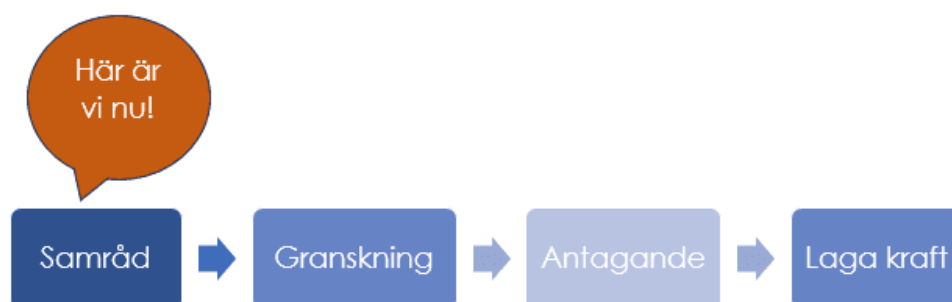 Här är
vi nu!
Samråd
Granskning
Antagande
Laga kraft